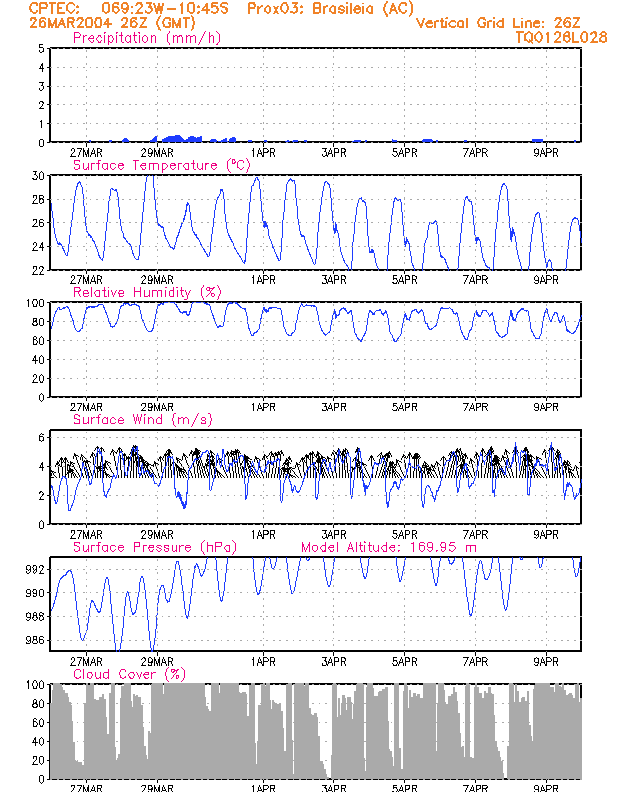 CPTEC: 069:23W-10:45S Prox03: Brasileia (AC)
26MAR2004 26Z (GMT) Vertical Grid Line: 26Z
Precipitation (mm/h) TQ0126L028
5
4
3
2
1
0
27MAR 29MAR 1APR 3APR 5APR 7APR 9APR
Surface Temperature (°C)
30
28
26
24
22
27MAR 29MAR 1APR 3APR 5APR 7APR 9APR
Relative Humidity (%)
100
80
60
40
20
0
27MAR 29MAR 1APR 3APR 5APR 7APR 9APR
Surface Wind (m/s)
6
4
2
0
27MAR 29MAR 1APR 3APR 5APR 7APR 9APR
Surface Pressure (hPa) Model Altitude: 169.95 m
992
990
988
986
27MAR 29MAR 1APR 3APR 5APR 7APR 9APR
Cloud Cover (%)
100
80
60
40
20
0
27MAR 29MAR 1APR 3APR 5APR 7APR 9APR